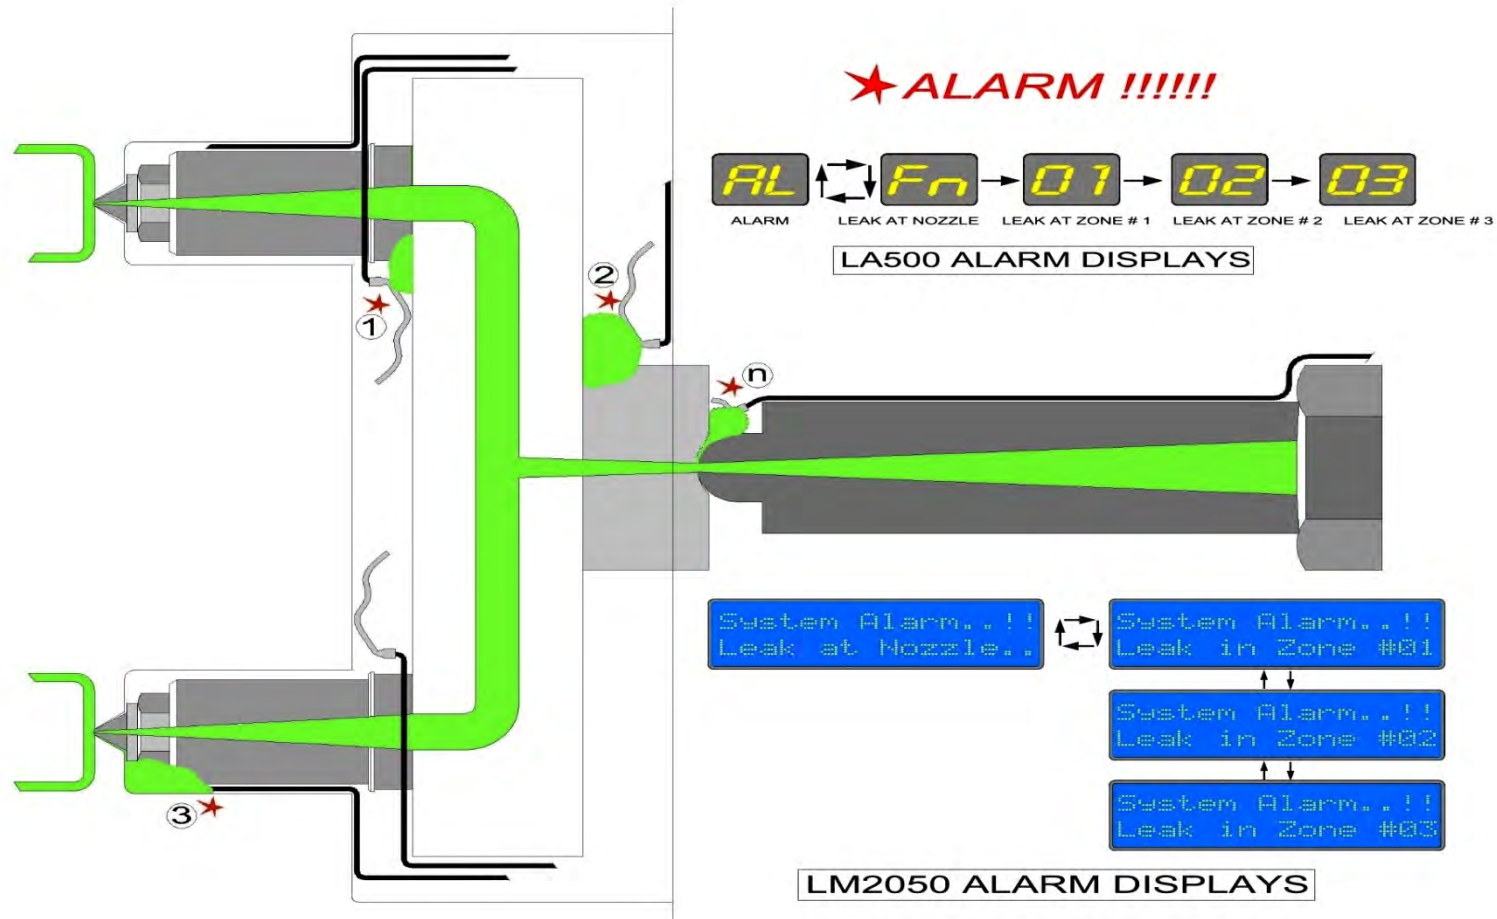 ALARM !!!!!!
AL
Fn
01
02
03
ALARM
LEAK AT NOZZLE
LEAK AT ZONE # 1
LEAK AT ZONE # 2
LEAK AT ZONE # 3
LA500 ALARM DISPLAYS
1
2
n
3
System Alarm..!!
Leak at Nozzle..
System Alarm..!!
Leak in Zone #01
System Alarm..!!
Leak in Zone #02
System Alarm..!!
Leak in Zone #03
LM2050 ALARM DISPLAYS